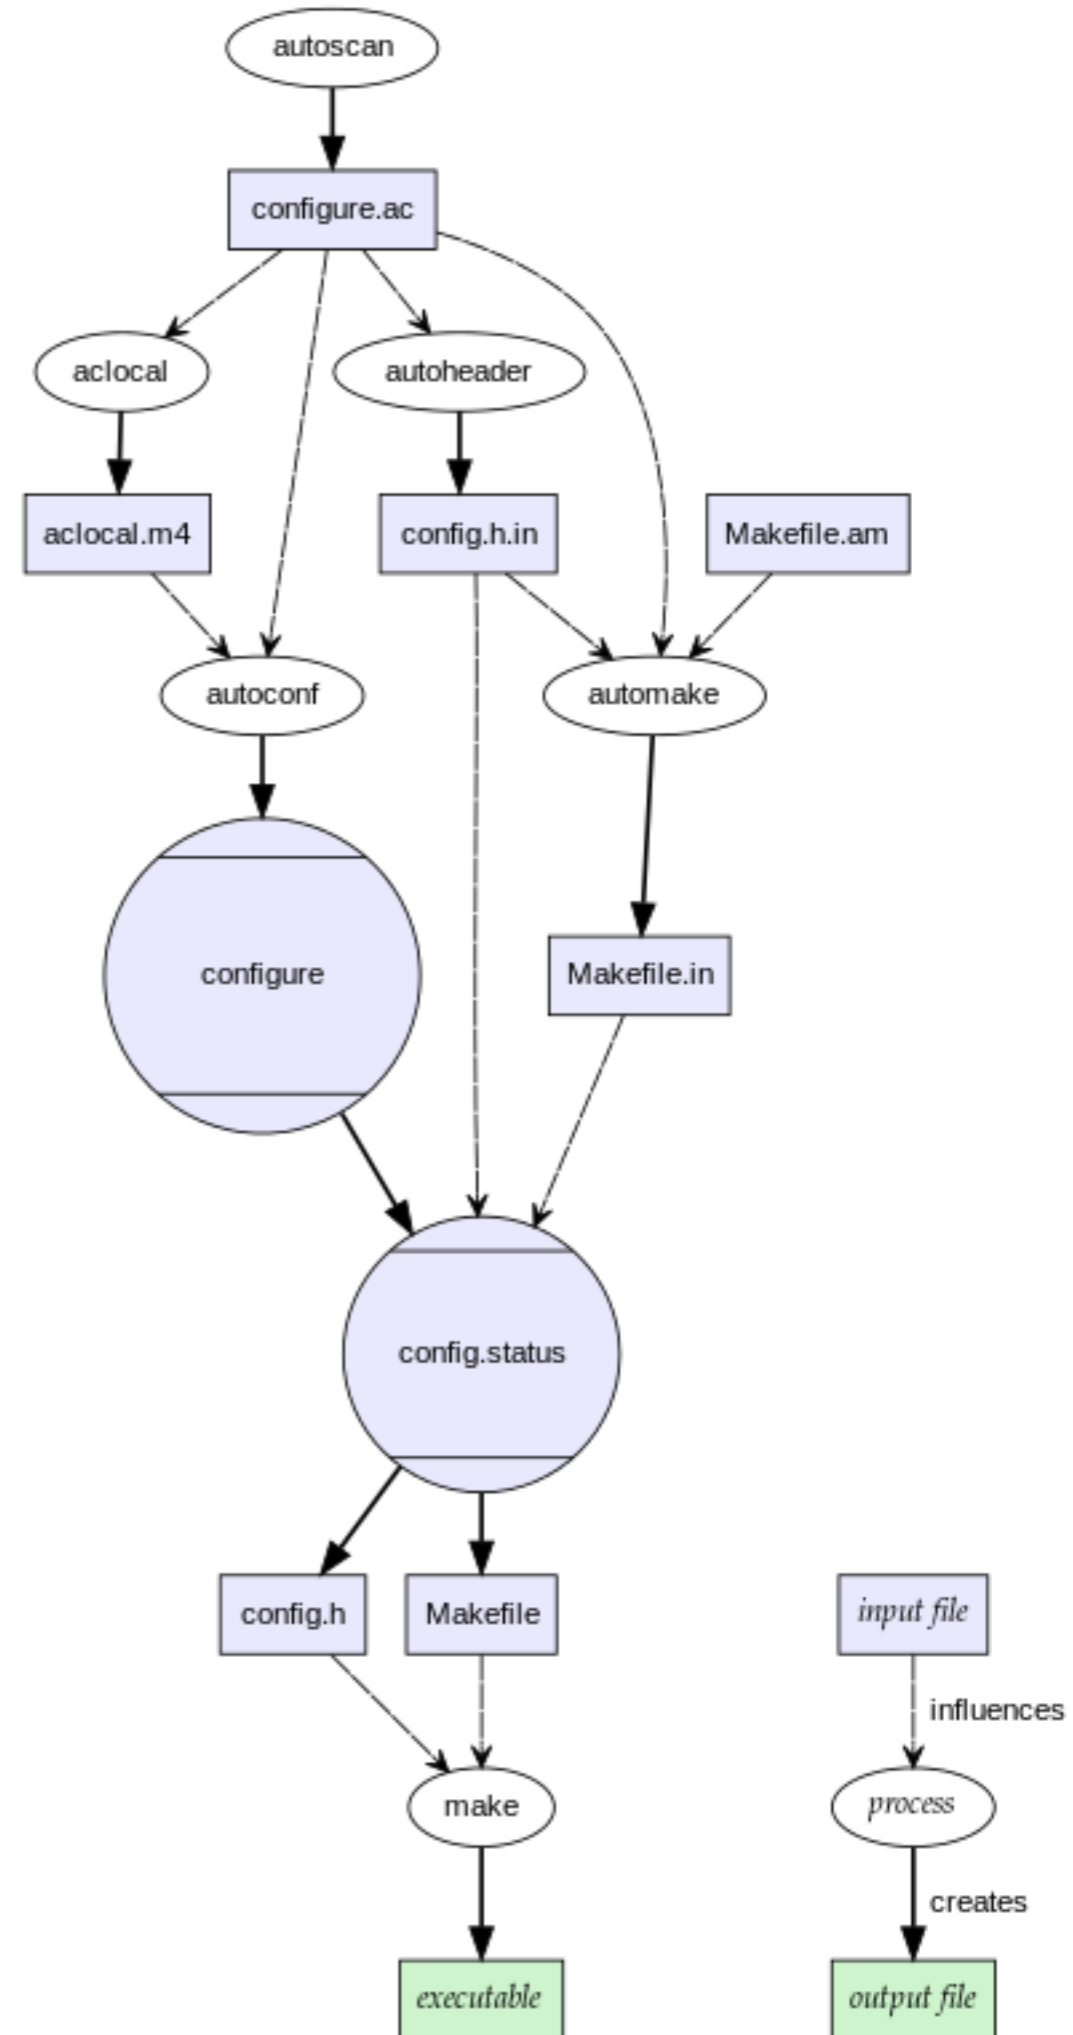 autoscan
configure.ac
aclocal
autoheader
aclocal.m4
config.h.in
Makefile.am
autoconf
automake
configure
Makefile.in
config.status
config.h
Makefile
input file
influences
make
process
creates
executable
output file